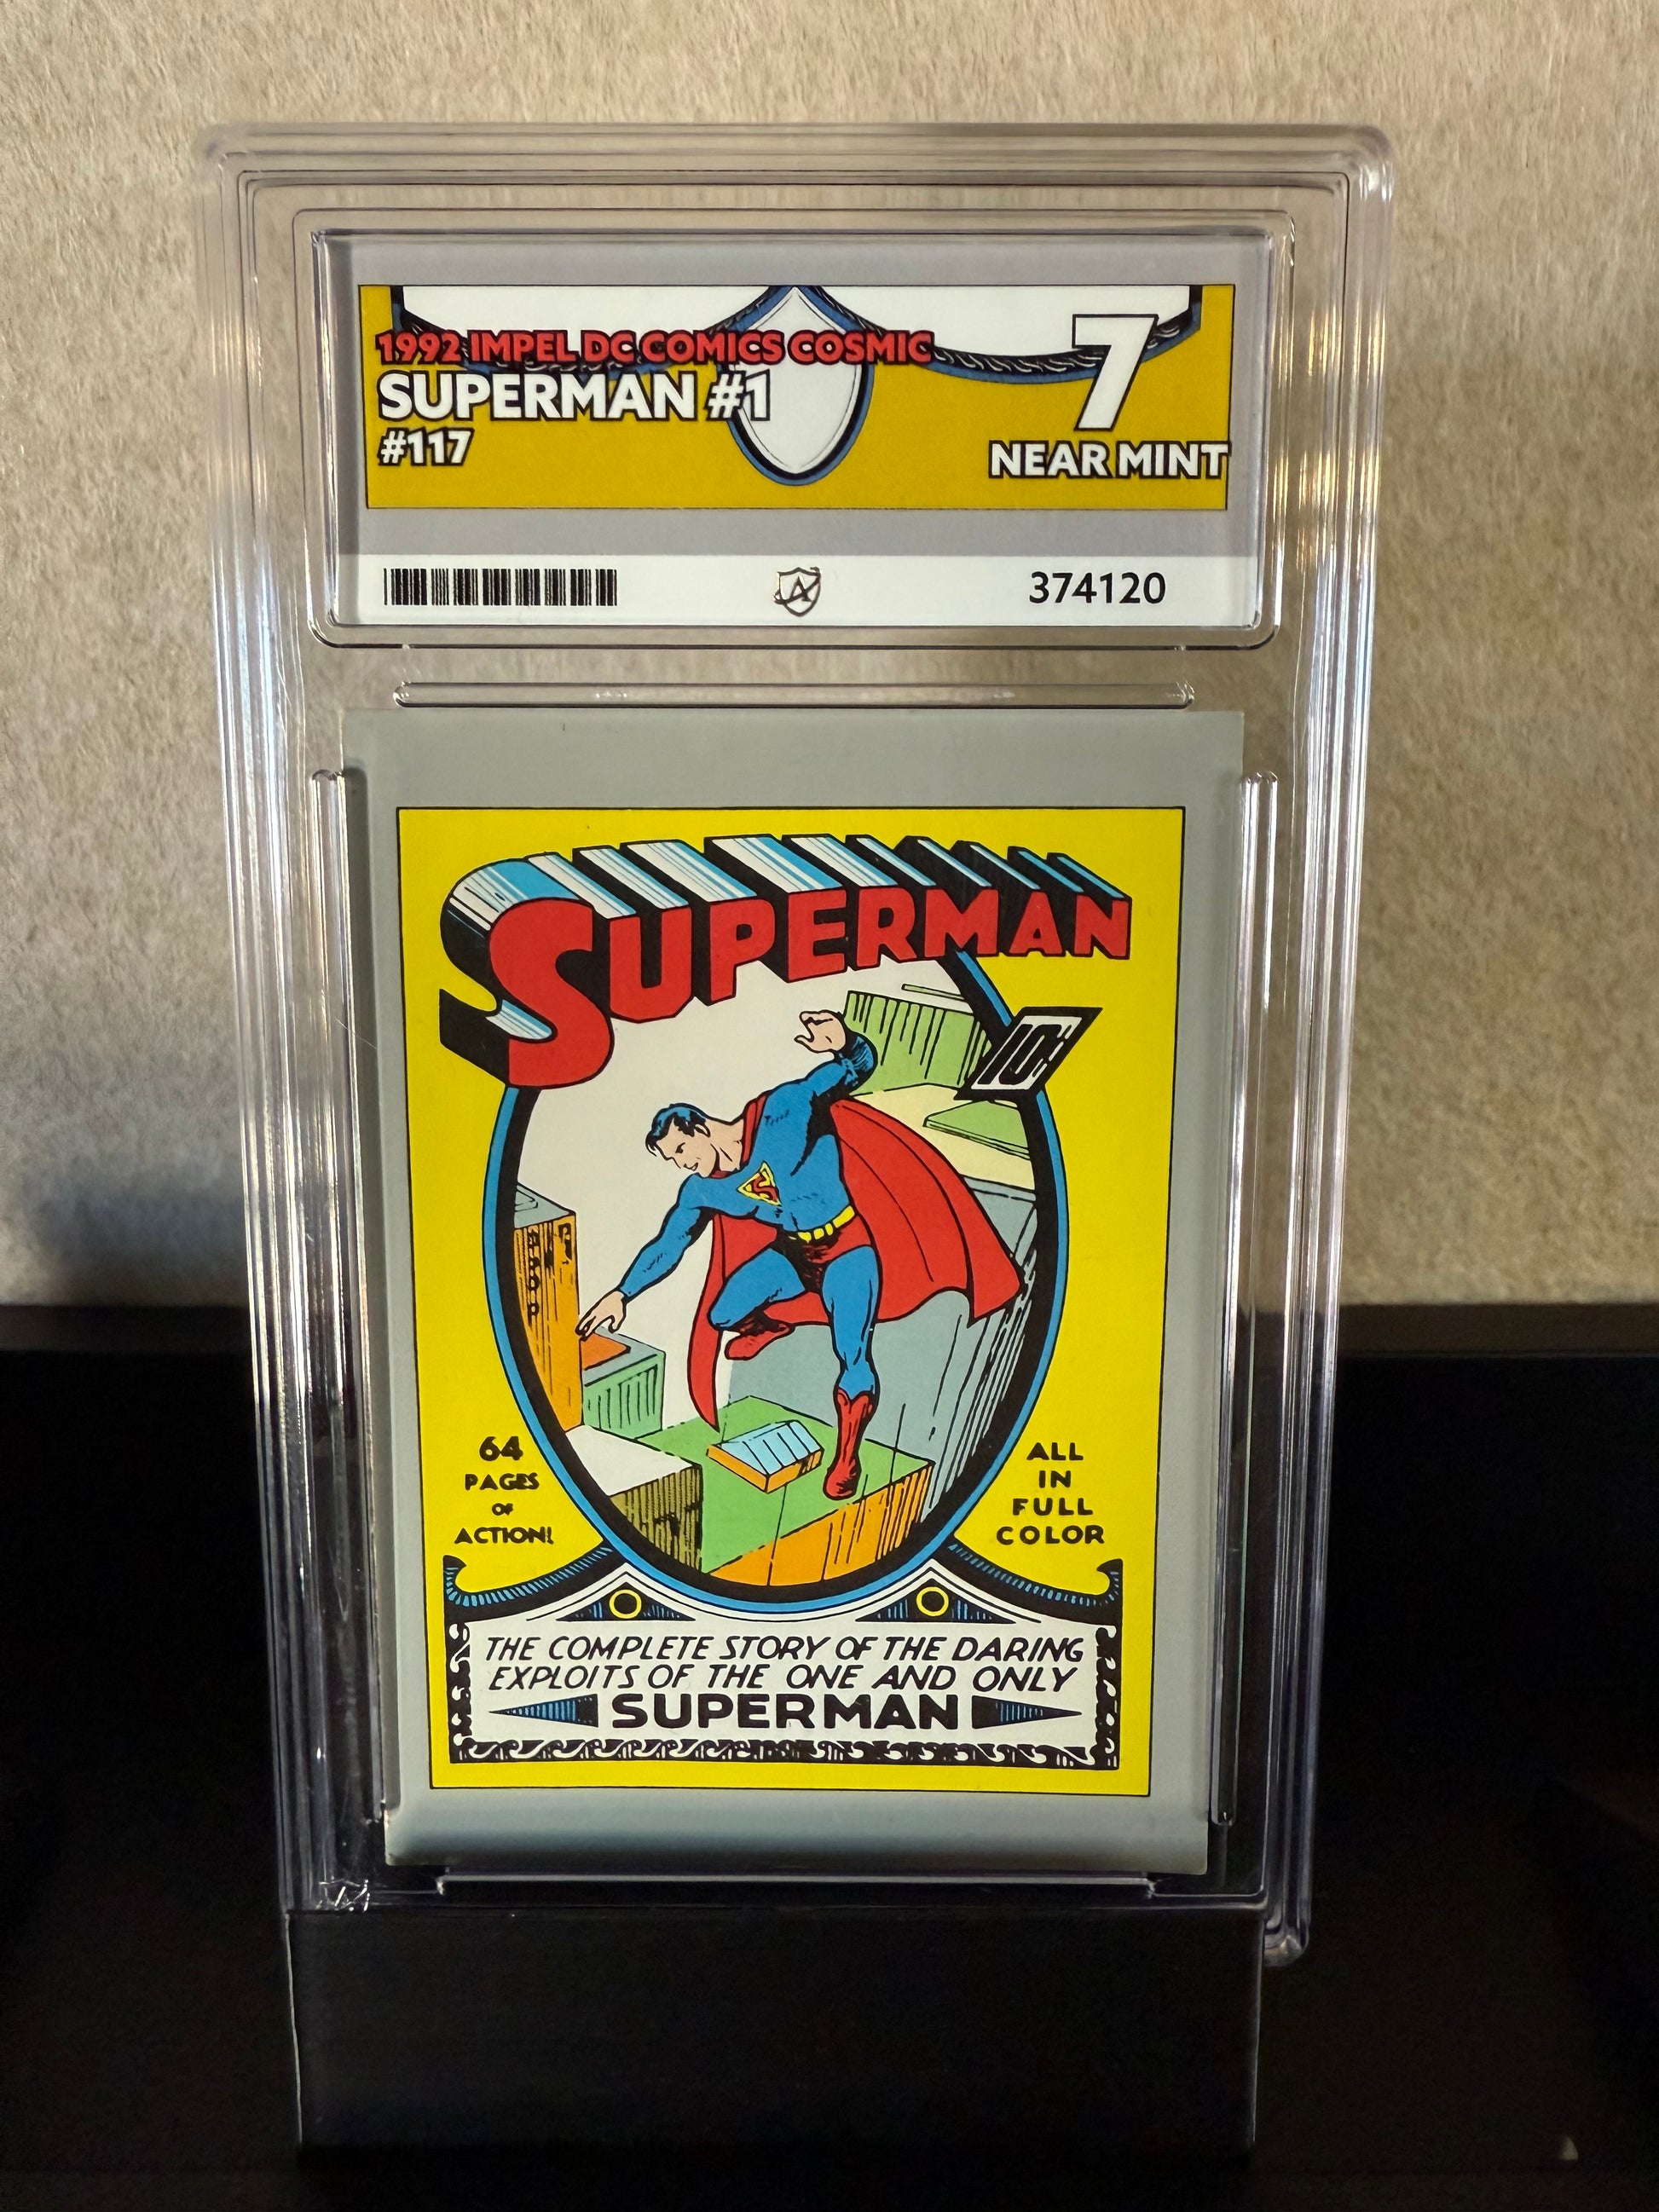 1992 IMPEL DC COMICS COSMIC
SUPERMAN #1
#117
7
NEAR MINT
374120
SUPERMAN
10¢
64
PAGES
OF
ACTION!
ALL
IN
FULL
COLOR
THE COMPLETE STORY OF THE DARING
EXPLOITS OF THE ONE AND ONLY
SUPERMAN